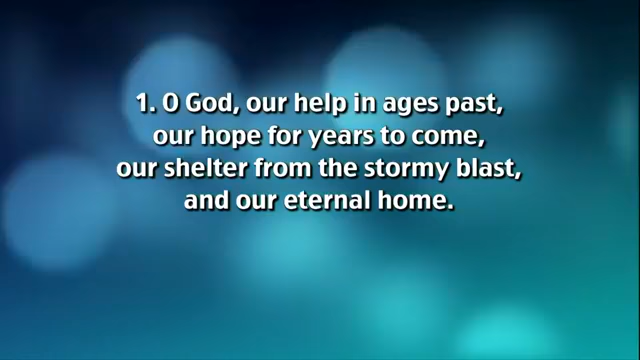 1. O God, our help in ages past,
our hope for years to come,
our shelter from the stormy blast,
and our eternal home.